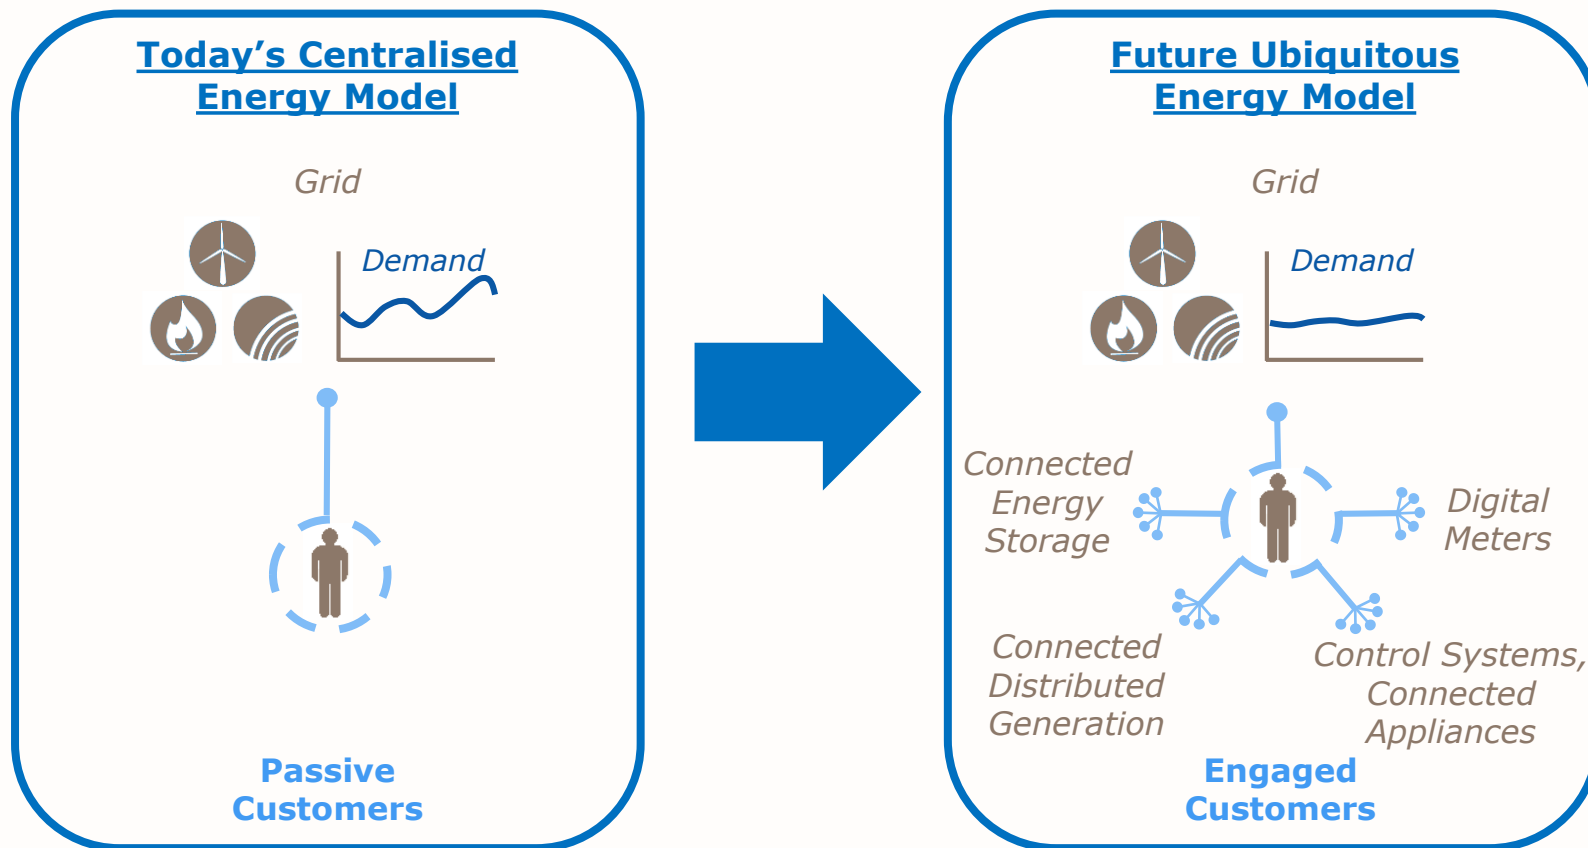 Today’s Centralised
Energy Model
Grid
Demand
Passive
Customers
Future Ubiquitous
Energy Model
Grid
Demand
Connected
Energy
Storage
Digital
Meters
Connected
Distributed
Generation
Control Systems,
Connected
Appliances
Engaged
Customers